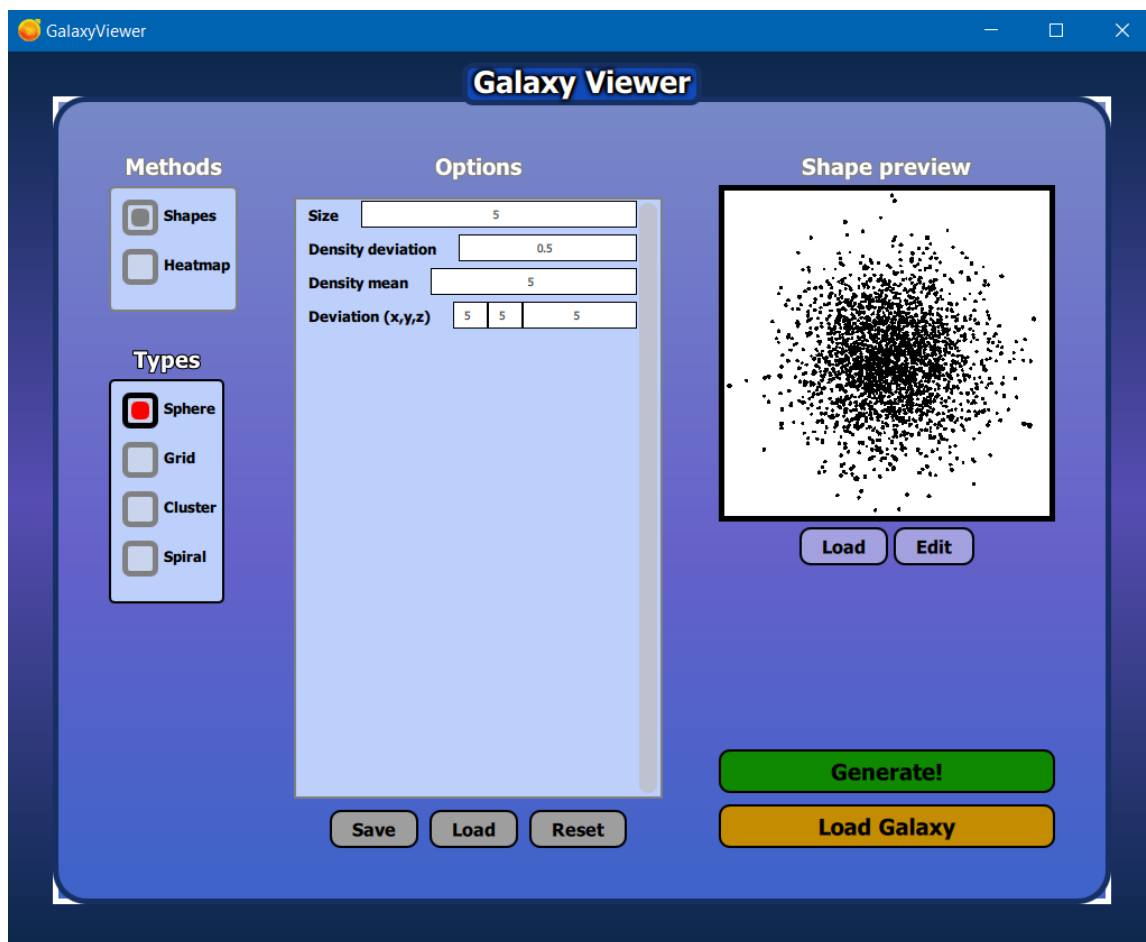 GalaxyViewer
Galaxy Viewer
Methods
Shapes
Heatmap
Types
Sphere
Grid
Cluster
Spiral
Options
Size 5
Density deviation 0.5
Density mean 5
Deviation (x,y,z) 5 5 5
Save Load Reset
Shape preview
Load Edit
Generate!
Load Galaxy